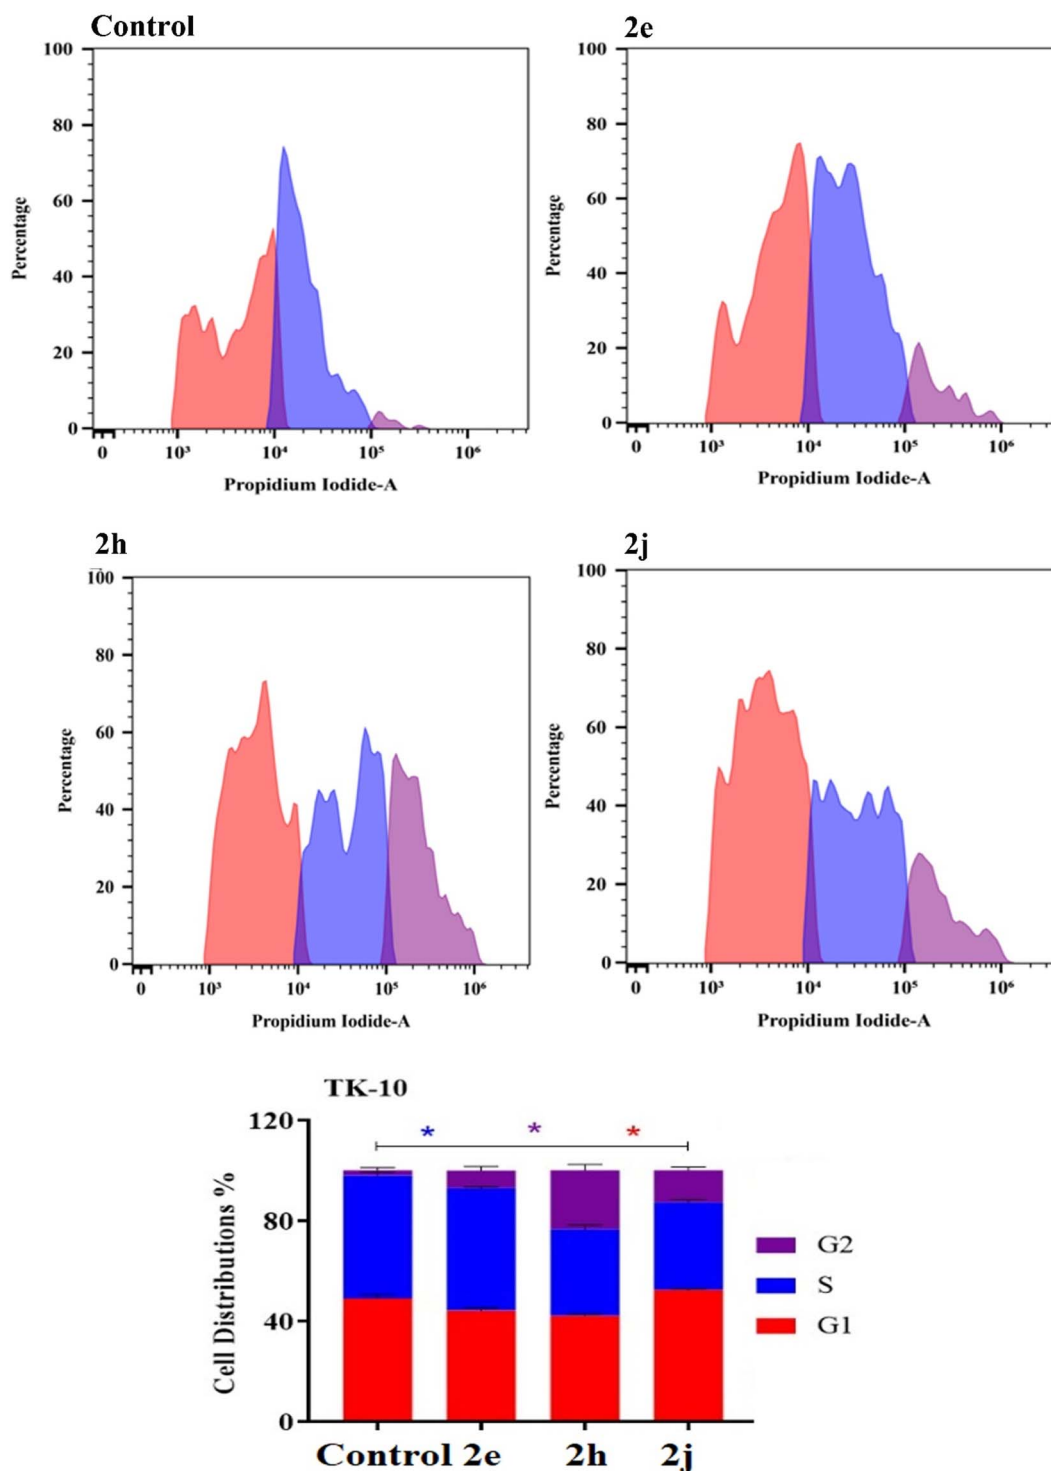 Control
100
80
60
40
20
0
Percentage
0 10³ 10⁴ 10⁵ 10⁶
Propidium Iodide-A
2e
100
80
60
40
20
0
Percentage
0 10³ 10⁴ 10⁵ 10⁶
Propidium Iodide-A
2h
100
80
60
40
20
0
Percentage
0 10³ 10⁴ 10⁵ 10⁶
Propidium Iodide-A
2j
100
80
60
40
20
0
Percentage
0 10³ 10⁴ 10⁵ 10⁶
Propidium Iodide-A
TK-10
120
80
40
0
Cell Distributions %
* * *
G2
S
G1
Control 2e 2h 2j